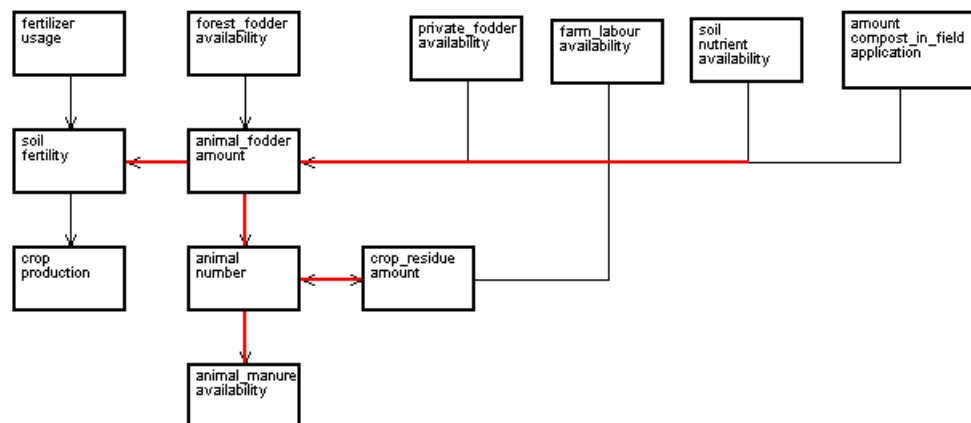 fertilizer
usage
forest_fodder
availability
private_fodder
availability
farm_labour
availability
soil
nutrient
availability
amount
compost_in_field
application
soil
fertility
animal_fodder
amount
crop
production
animal
number
crop_residue
amount
animal_manure
availability